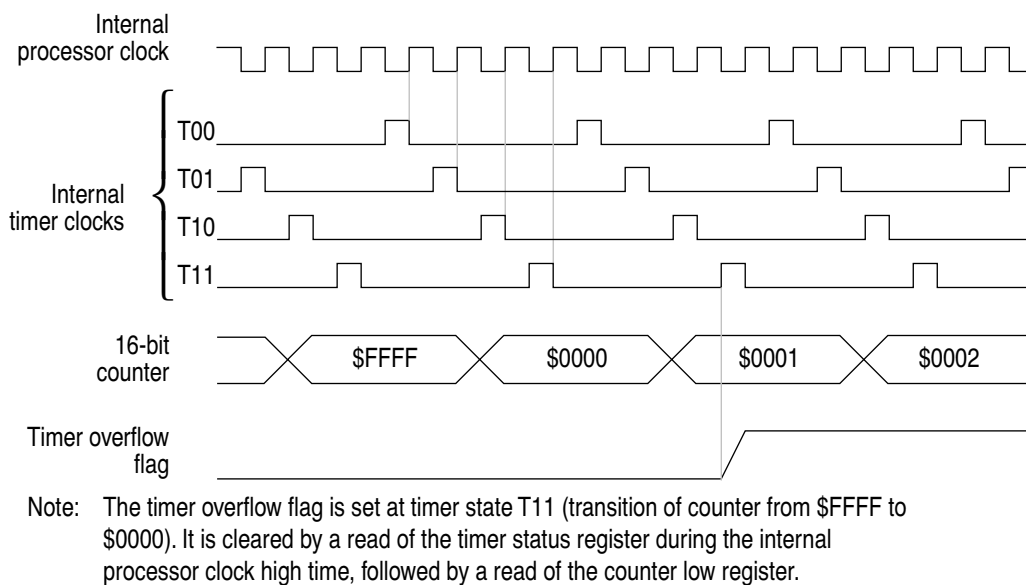 Internal
processor clock
T00
T01
Internal
timer clocks
T10
T11
16-bit
counter
$FFFF
$0000
$0001
$0002
Timer overflow
flag
Note: The timer overflow flag is set at timer state T11 (transition of counter from $FFFF to
$0000). It is cleared by a read of the timer status register during the internal
processor clock high time, followed by a read of the counter low register.